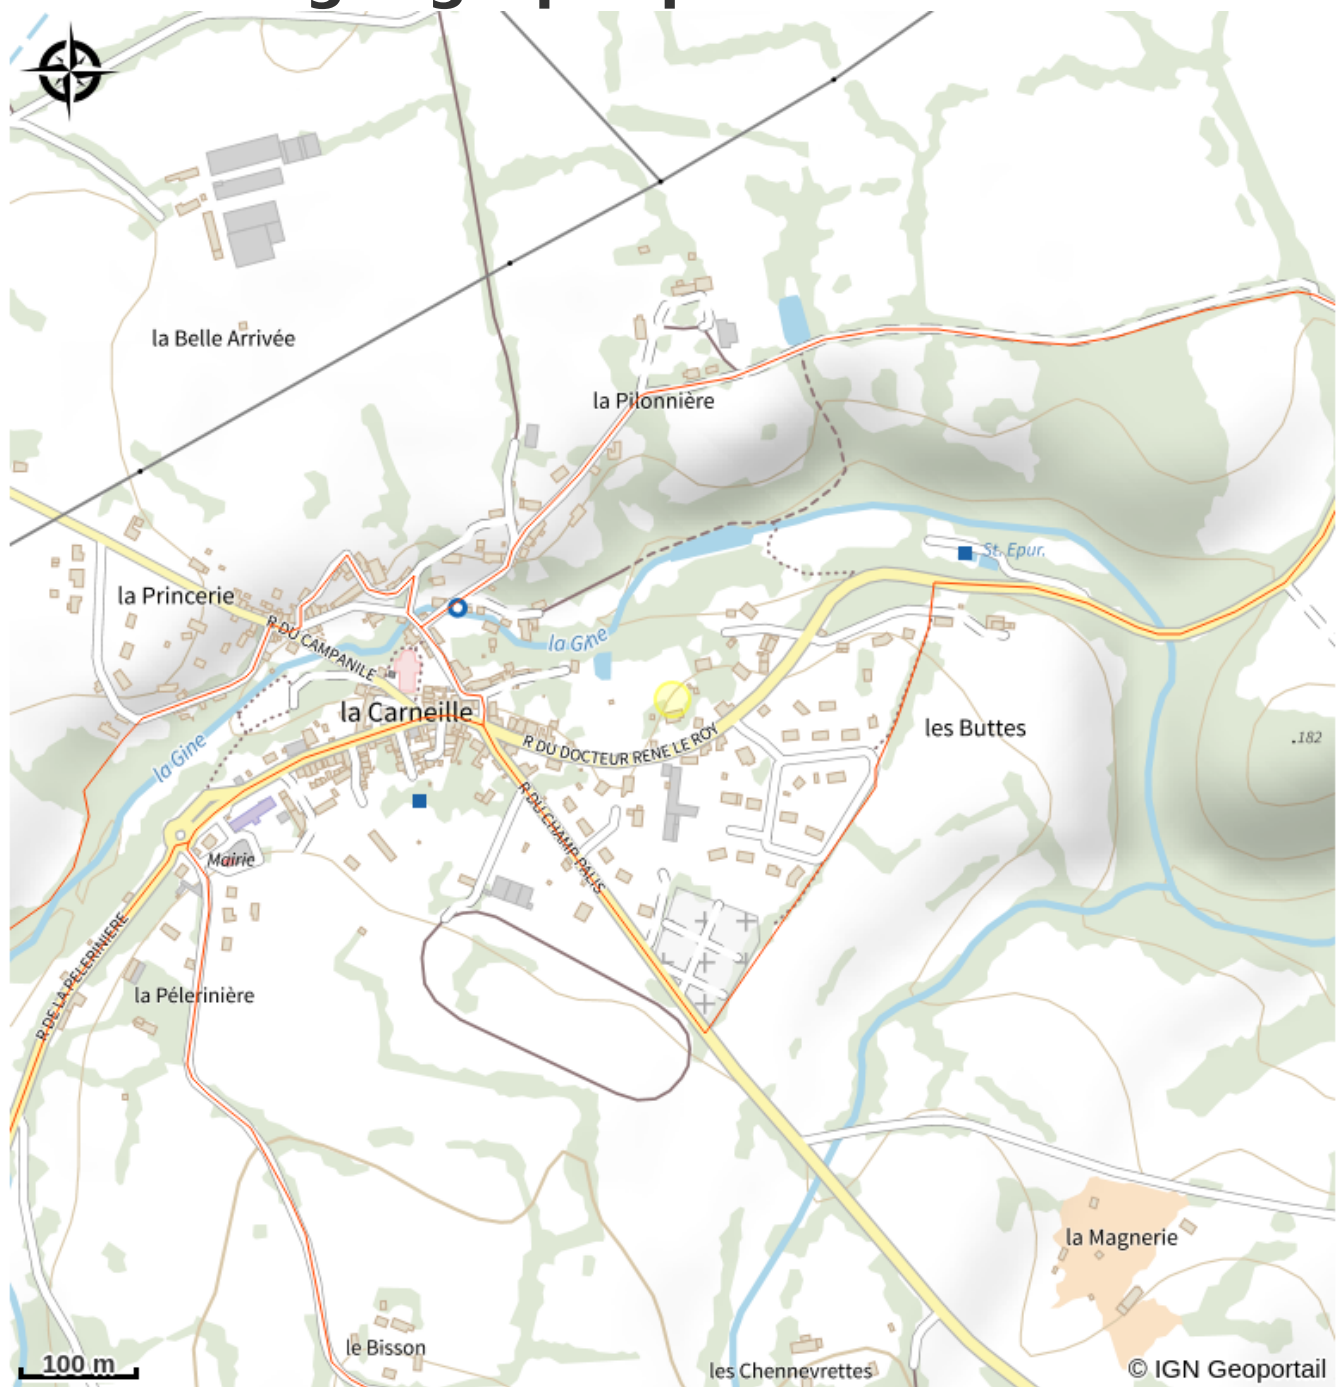 la Belle Arrivée
la Pilonnière
St. Epur.
la Princerie
R DU CAMPANILE
la Gine
la Carneille
R DU DOCTEUR RENE LE ROY
les Buttes
.182
la Gine
R DU CHAMP PALIS
Mairie
R DE LA PELERINIERE
la Pélerinière
la Magnerie
le Bisson
100 m
les Chennevrettes
© IGN Geoportail